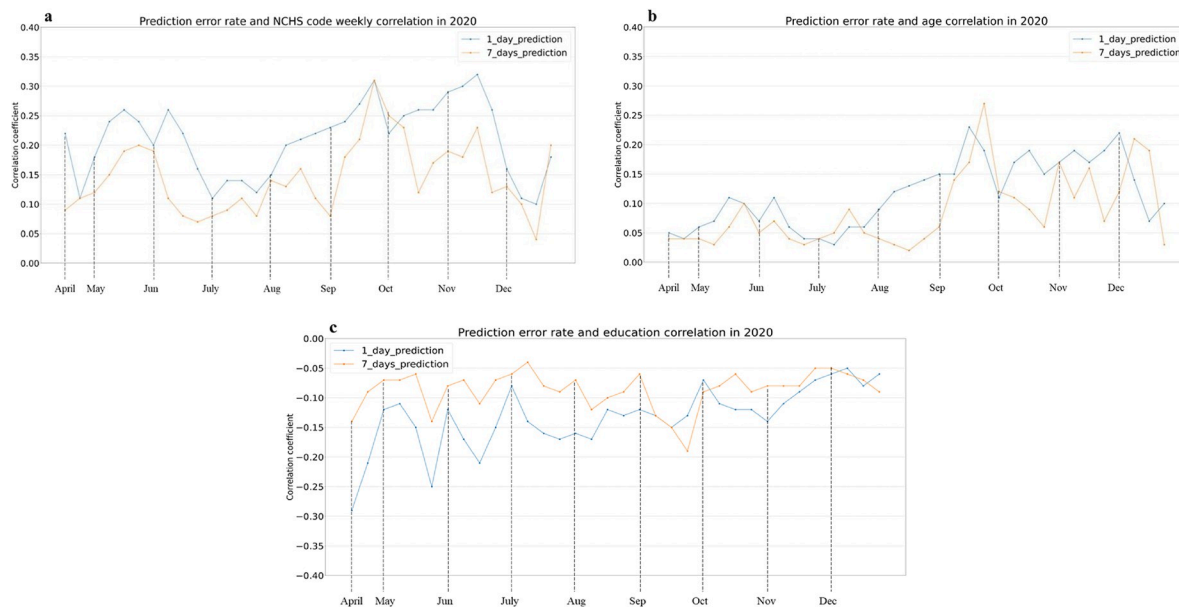 a
Prediction error rate and NCHS code weekly correlation in 2020
0.40
0.35
0.30
0.25
0.20
0.15
0.10
0.05
0.00
Correlation coefficient
1_day_prediction
7_days_prediction
April May Jun July Aug Sep Oct Nov Dec
b
Prediction error rate and age correlation in 2020
0.40
0.35
0.30
0.25
0.20
0.15
0.10
0.05
0.00
Correlation coefficient
1_day_prediction
7_days_prediction
April May Jun July Aug Sep Oct Nov Dec
c
Prediction error rate and education correlation in 2020
0.00
−0.05
−0.10
−0.15
−0.20
−0.25
−0.30
−0.35
−0.40
Correlation coefficient
1_day_prediction
7_days_prediction
April May Jun July Aug Sep Oct Nov Dec